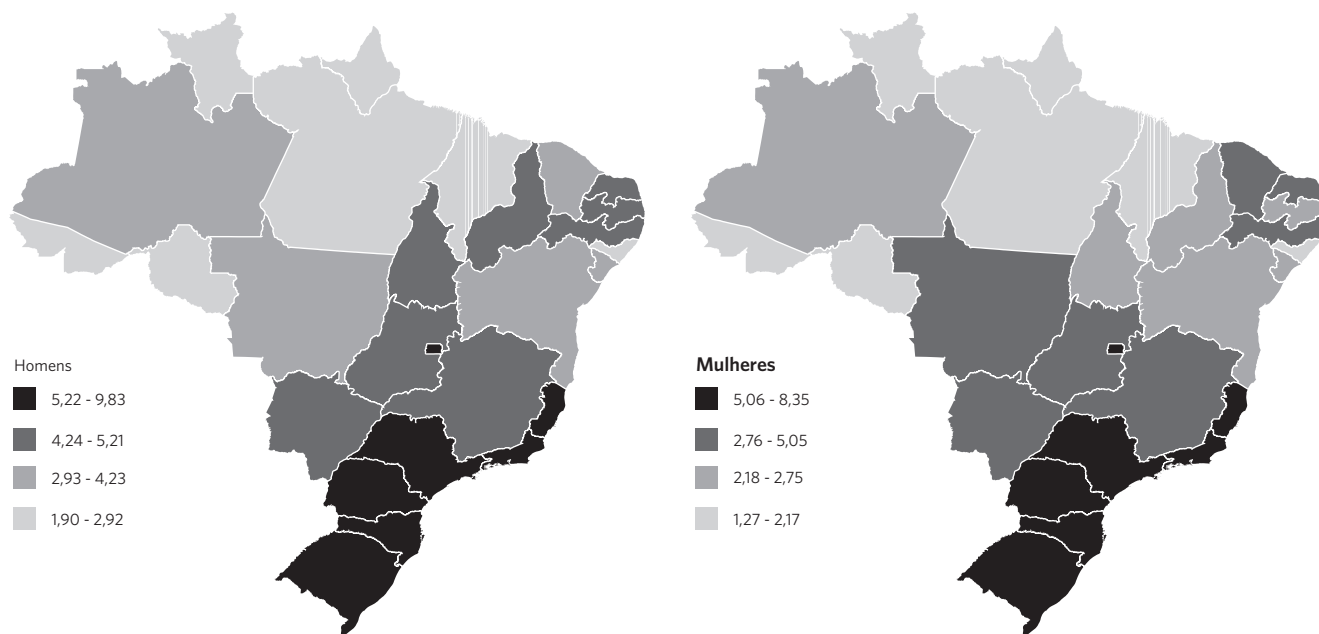 Homens
5,22 - 9,83
4,24 - 5,21
2,93 - 4,23
1,90 - 2,92
Mulheres
5,06 - 8,35
2,76 - 5,05
2,18 - 2,75
1,27 - 2,17